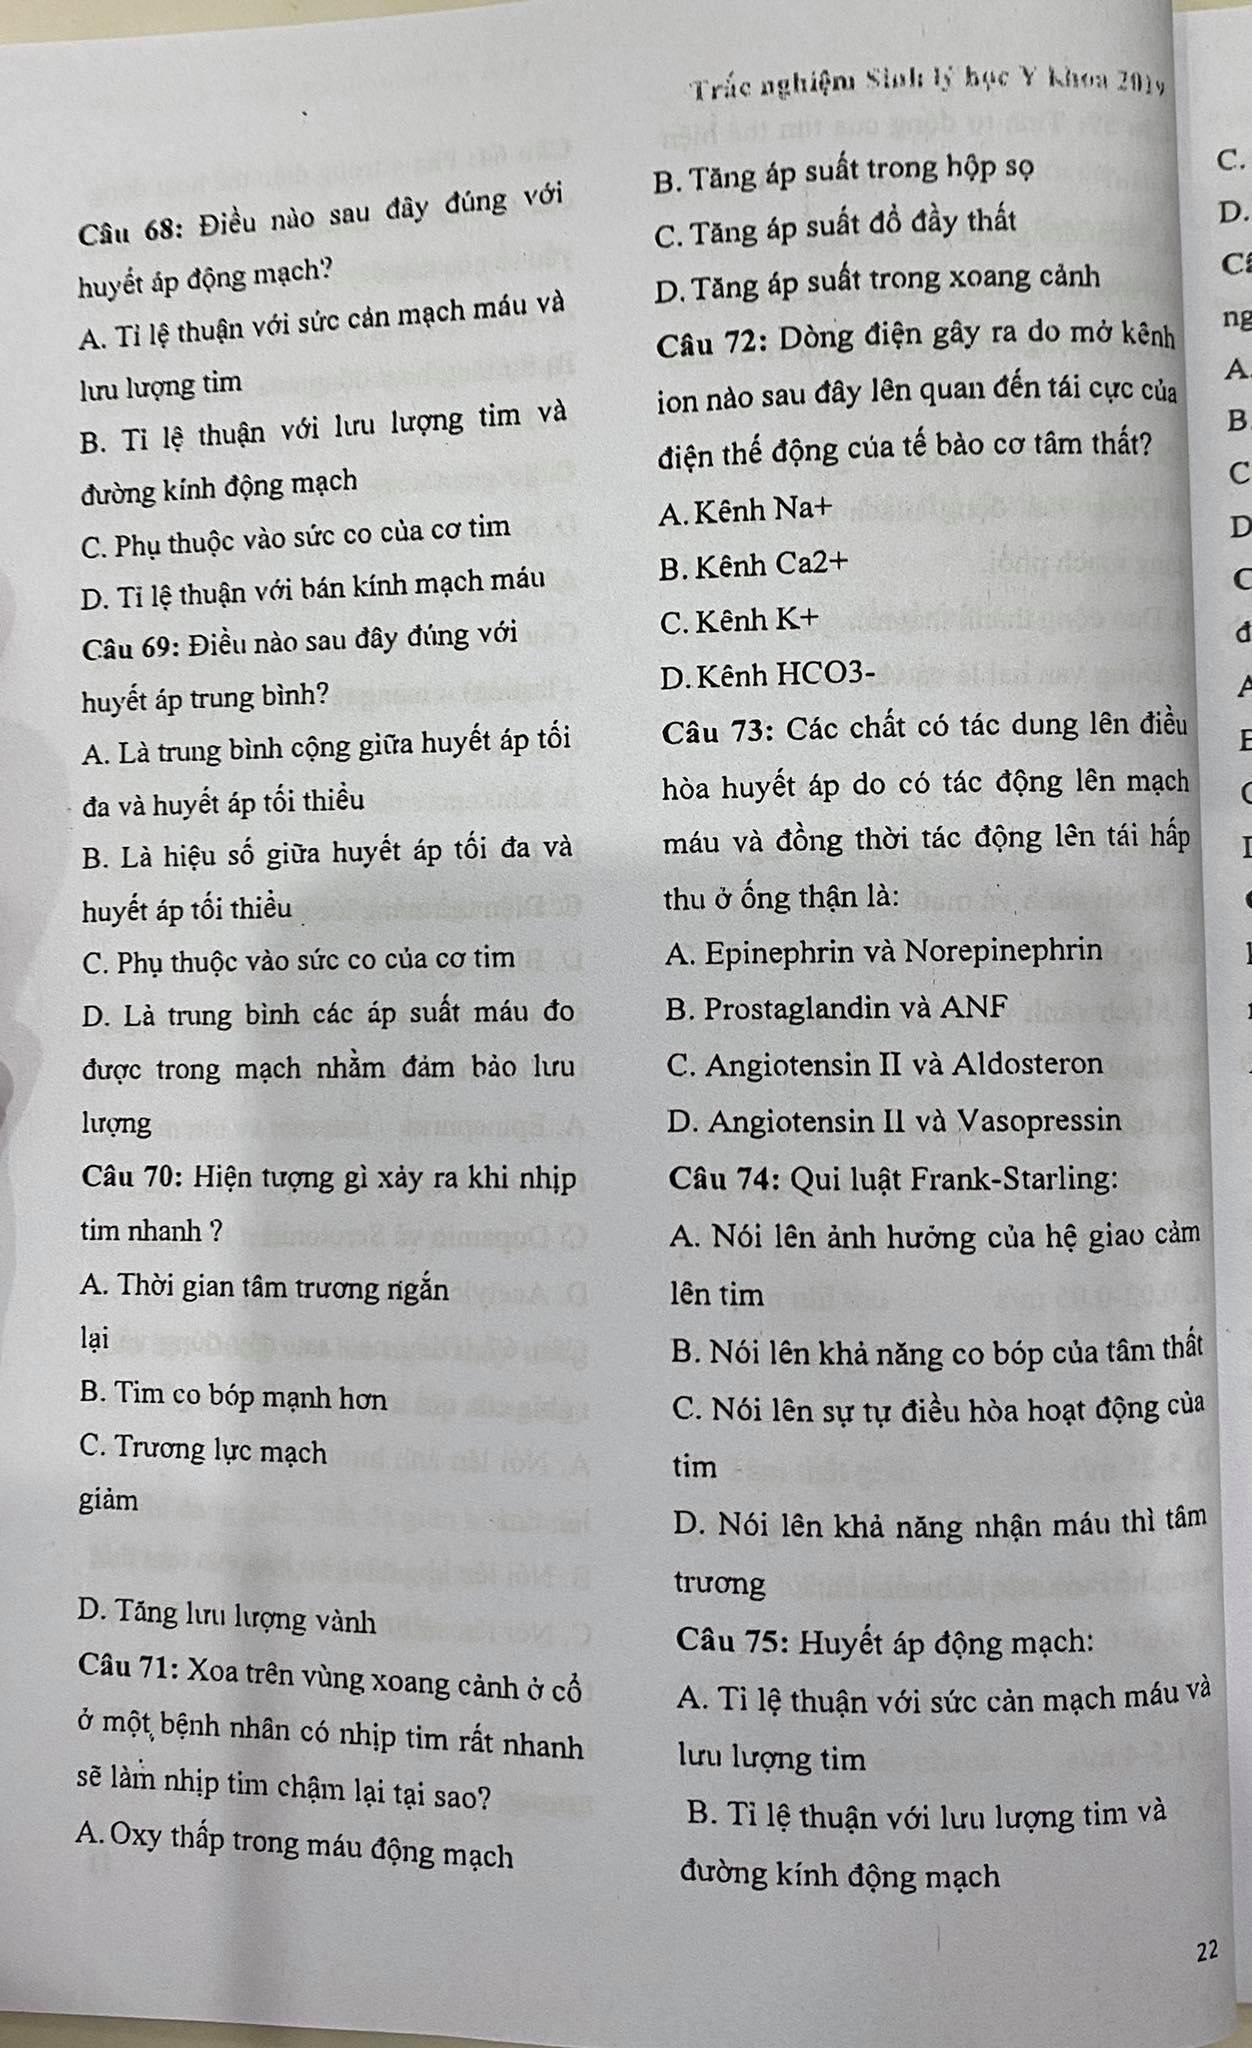 Trắc nghiệm Sinh lý học Y khoa 2019
Câu 68: Điều nào sau đây đúng với
huyết áp động mạch?
A. Tỉ lệ thuận với sức cản mạch máu và
lưu lượng tim
B. Tỉ lệ thuận với lưu lượng tim và
đường kính động mạch
C. Phụ thuộc vào sức co của cơ tim
D. Tỉ lệ thuận với bán kính mạch máu
Câu 69: Điều nào sau đây đúng với
huyết áp trung bình?
A. Là trung bình cộng giữa huyết áp tối
đa và huyết áp tối thiểu
B. Là hiệu số giữa huyết áp tối đa và
huyết áp tối thiểu
C. Phụ thuộc vào sức co của cơ tim
D. Là trung bình các áp suất máu đo
được trong mạch nhằm đảm bảo lưu
lượng
Câu 70: Hiện tượng gì xảy ra khi nhịp
tim nhanh ?
A. Thời gian tâm trương ngắn
lại
B. Tim co bóp mạnh hơn
C. Trương lực mạch
giảm
D. Tăng lưu lượng vành
Câu 71: Xoa trên vùng xoang cảnh ở cổ
ở một bệnh nhân có nhịp tim rất nhanh
sẽ làm nhịp tim chậm lại tại sao?
A. Oxy thấp trong máu động mạch
B. Tăng áp suất trong hộp sọ
C. Tăng áp suất đổ đầy thất
D. Tăng áp suất trong xoang cảnh
Câu 72: Dòng điện gây ra do mở kênh
ion nào sau đây lên quan đến tái cực của
điện thế động cúa tế bào cơ tâm thất?
A. Kênh Na+
B. Kênh Ca2+
C. Kênh K+
D. Kênh HCO3-
Câu 73: Các chất có tác dung lên điều
hòa huyết áp do có tác động lên mạch
máu và đồng thời tác động lên tái hấp
thu ở ống thận là:
A. Epinephrin và Norepinephrin
B. Prostaglandin và ANF
C. Angiotensin II và Aldosteron
D. Angiotensin II và Vasopressin
Câu 74: Qui luật Frank-Starling:
A. Nói lên ảnh hưởng của hệ giao cảm
lên tim
B. Nói lên khả năng co bóp của tâm thất
C. Nói lên sự tự điều hòa hoạt động của
tim
D. Nói lên khả năng nhận máu thì tâm
trương
Câu 75: Huyết áp động mạch:
A. Tỉ lệ thuận với sức cản mạch máu và
lưu lượng tim
B. Tỉ lệ thuận với lưu lượng tim và
đường kính động mạch
22
C.
D.
ng
A.
B.
C
D